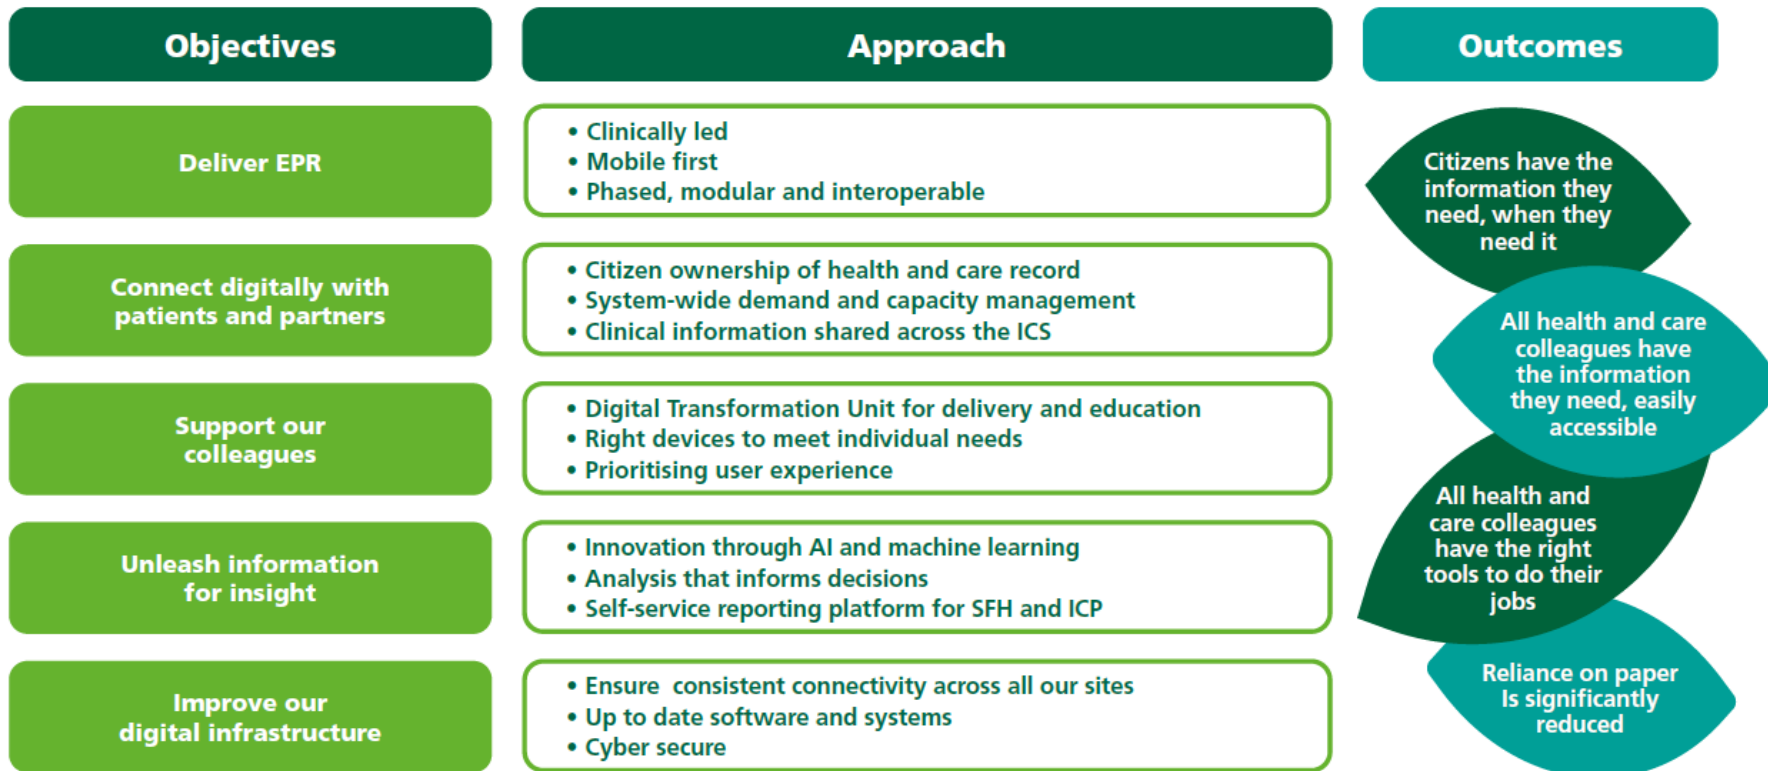 Objectives
Approach
Outcomes
Deliver EPR
• Clinically led
• Mobile first
• Phased, modular and interoperable
Connect digitally with
patients and partners
• Citizen ownership of health and care record
• System-wide demand and capacity management
• Clinical information shared across the ICS
Support our
colleagues
• Digital Transformation Unit for delivery and education
• Right devices to meet individual needs
• Prioritising user experience
Unleash information
for insight
• Innovation through AI and machine learning
• Analysis that informs decisions
• Self-service reporting platform for SFH and ICP
Improve our
digital infrastructure
• Ensure  consistent connectivity across all our sites
• Up to date software and systems
• Cyber secure
Citizens have the
information they
need, when they
need it
All health and care
colleagues have
the information
they need, easily
accessible
All health and
care colleagues
have the right
tools to do their
jobs
Reliance on paper
Is significantly
reduced